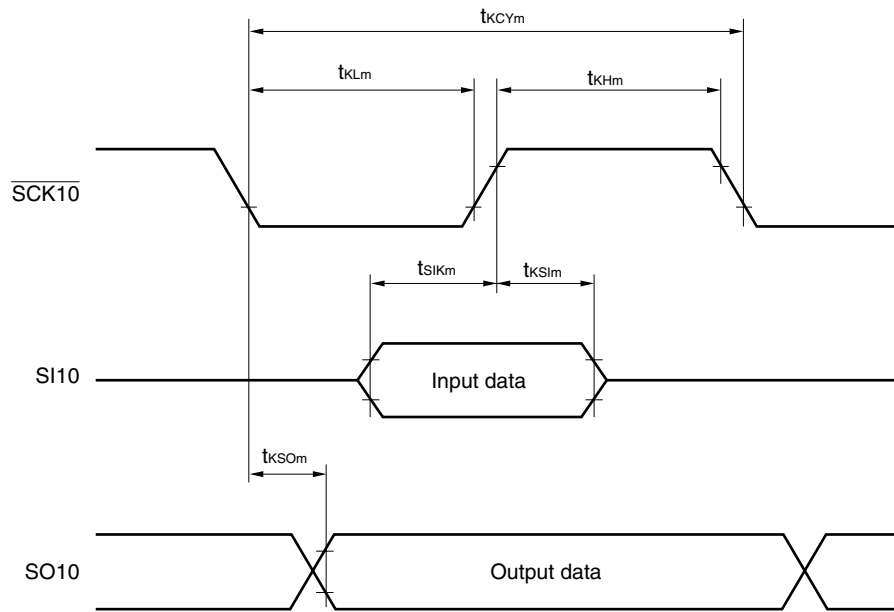 tKCYm
tKLm
tKHm
SCK10
tSIKm
tKSIm
SI10
Input data
tKSOm
SO10
Output data